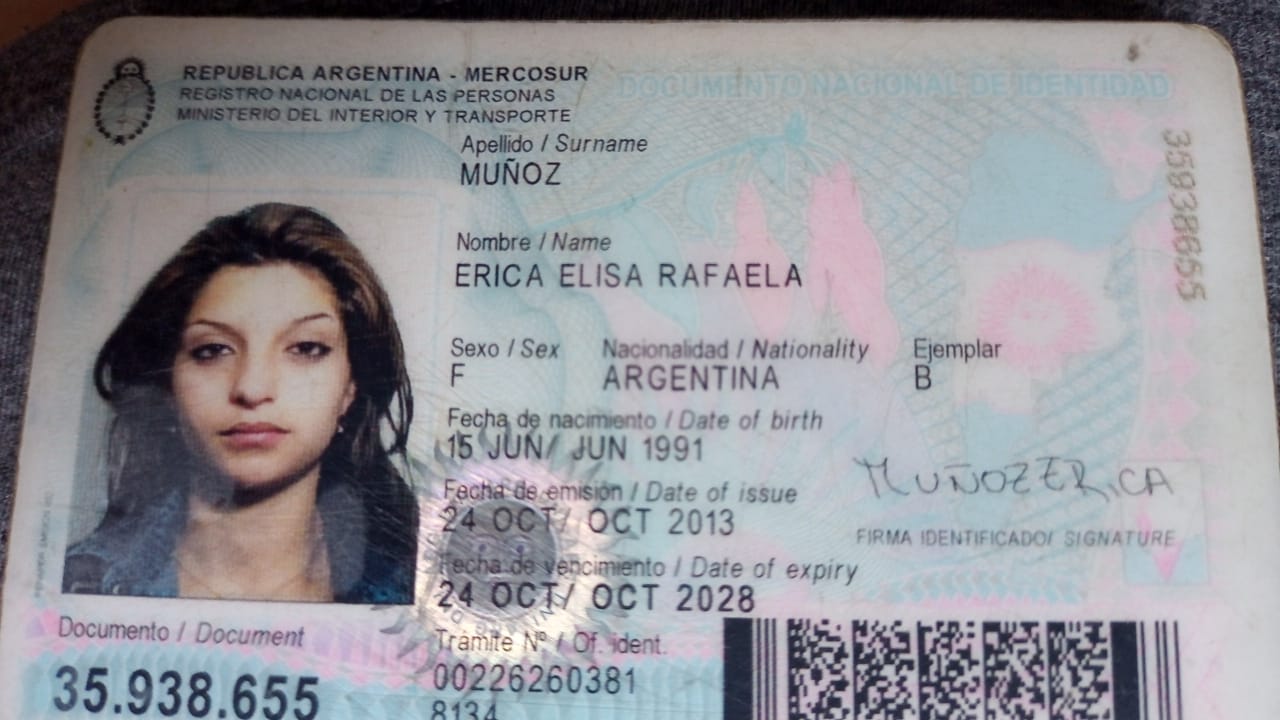 REPUBLICA ARGENTINA - MERCOSUR
REGISTRO NACIONAL DE LAS PERSONAS
MINISTERIO DEL INTERIOR Y TRANSPORTE
DOCUMENTO NACIONAL DE IDENTIDAD
Apellido / Surname
MUÑOZ
Nombre / Name
ERICA ELISA RAFAELA
Sexo / Sex Nacionalidad / Nationality Ejemplar
F ARGENTINA B
Fecha de nacimiento / Date of birth
15 JUN/ JUN 1991
Fecha de emisión / Date of issue
24 OCT/ OCT 2013
MUÑOZ ERICA
FIRMA IDENTIFICADO/ SIGNATURE
Fecha de vencimiento / Date of expiry
24 OCT/ OCT 2028
Documento / Document
35.938.655
Trámite Nº / Of. ident.
00226260381
8134
35938655